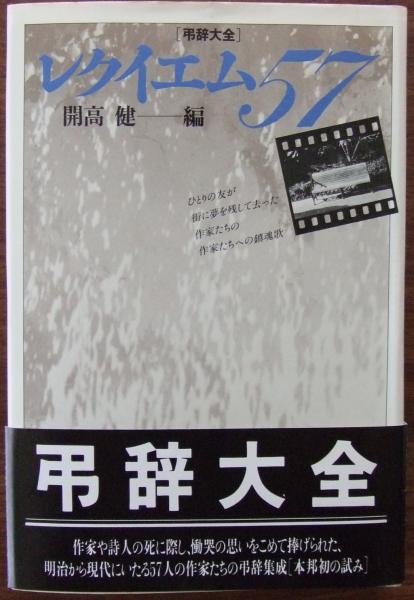 ［弔辞大全］
レクイエム57
開高 健──編
ひとりの友が
街に夢を残して去った
作家たちの
作家たちへの鎮魂歌
弔辞大全
作家や詩人の死に際し、慟哭の思いをこめて捧げられた、
明治から現代にいたる57人の作家たちの弔辞集成［本邦初の試み］